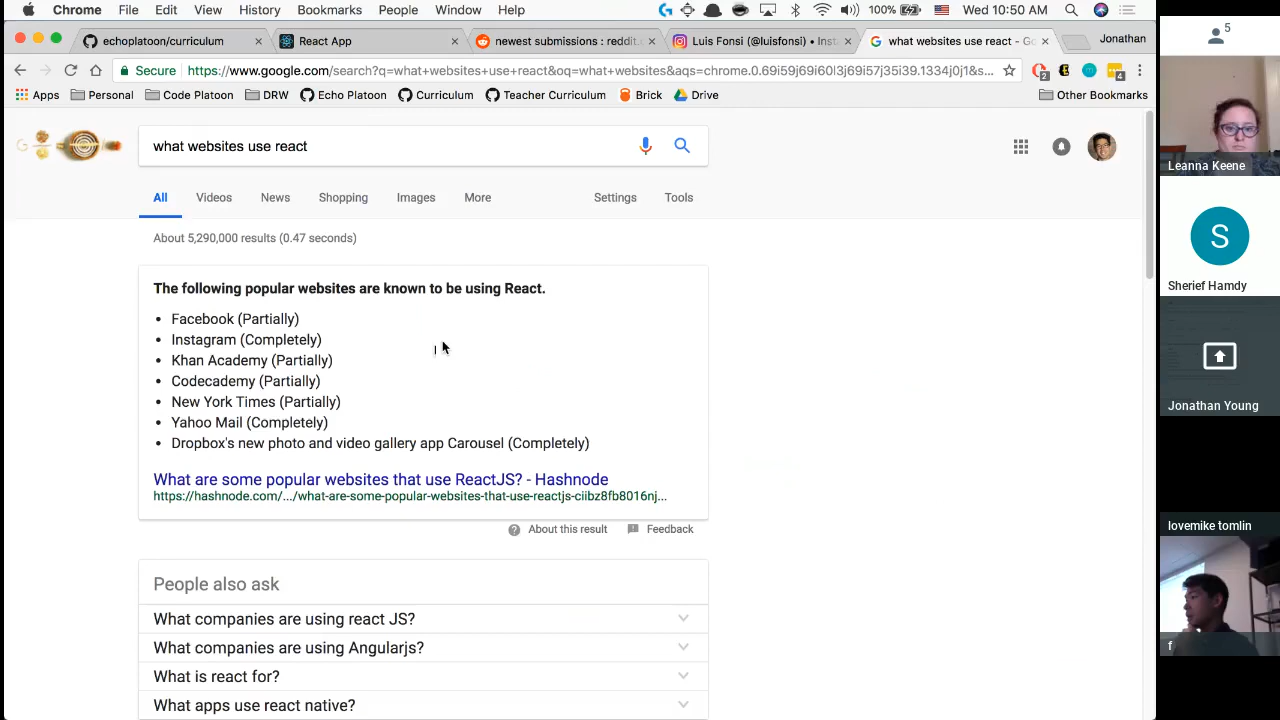 Chrome File Edit View History Bookmarks People Window Help 100% Wed 10:50 AM
echoplatoon/curriculum
React App
new mis submissions : reddit.c
Luis Fonsi (@luisfonsi) • Inst
what websites use react - Go
Jonathan
Secure https://www.google.com/search?q=what+websites+use+react&oq=what+websites&aqs=chrome.0.69i59j69i60l3j69i57j35i39.1334j0j1&s...
Apps Personal Code Platoon DRW Echo Platoon Curriculum Teacher Curriculum Brick Drive Other Bookmarks
what websites use react
All Videos News Shopping Images More Settings Tools
About 5,290,000 results (0.47 seconds)
The following popular websites are known to be using React.
• Facebook (Partially)
• Instagram (Completely)
• Khan Academy (Partially)
• Codecademy (Partially)
• New York Times (Partially)
• Yahoo Mail (Completely)
• Dropbox's new photo and video gallery app Carousel (Completely)
What are some popular websites that use ReactJS? - Hashnode
https://hashnode.com/.../what-are-some-popular-websites-that-use-reactjs-ciibz8fb8016nj...
About this result Feedback
People also ask
What companies are using react JS?
What companies are using Angularjs?
What is react for?
What apps use react native?
5
Leanna Keene
S
Sherief Hamdy
Jonathan Young
lovemike tomlin
f